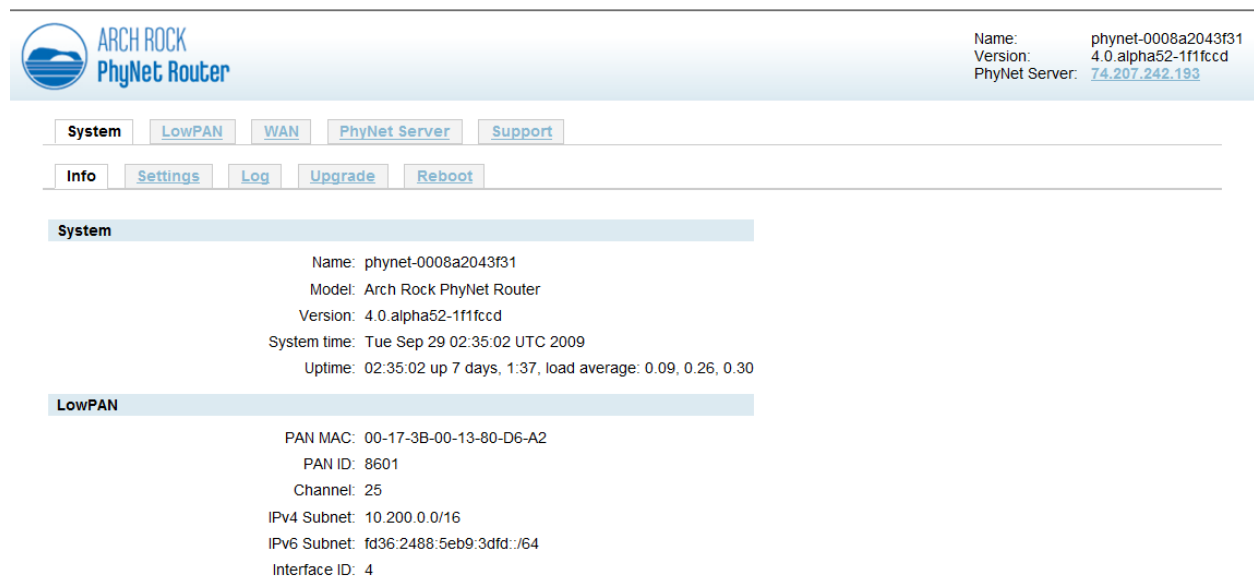 ARCH ROCK
PhyNet Router
Name: phynet-0008a2043f31
Version: 4.0.alpha52-1f1fccd
PhyNet Server: 74.207.242.193
System LowPAN WAN PhyNet Server Support
Info Settings Log Upgrade Reboot
System
Name: phynet-0008a2043f31
Model: Arch Rock PhyNet Router
Version: 4.0.alpha52-1f1fccd
System time: Tue Sep 29 02:35:02 UTC 2009
Uptime: 02:35:02 up 7 days, 1:37, load average: 0.09, 0.26, 0.30
LowPAN
PAN MAC: 00-17-3B-00-13-80-D6-A2
PAN ID: 8601
Channel: 25
IPv4 Subnet: 10.200.0.0/16
IPv6 Subnet: fd36:2488:5eb9:3dfd::/64
Interface ID: 4